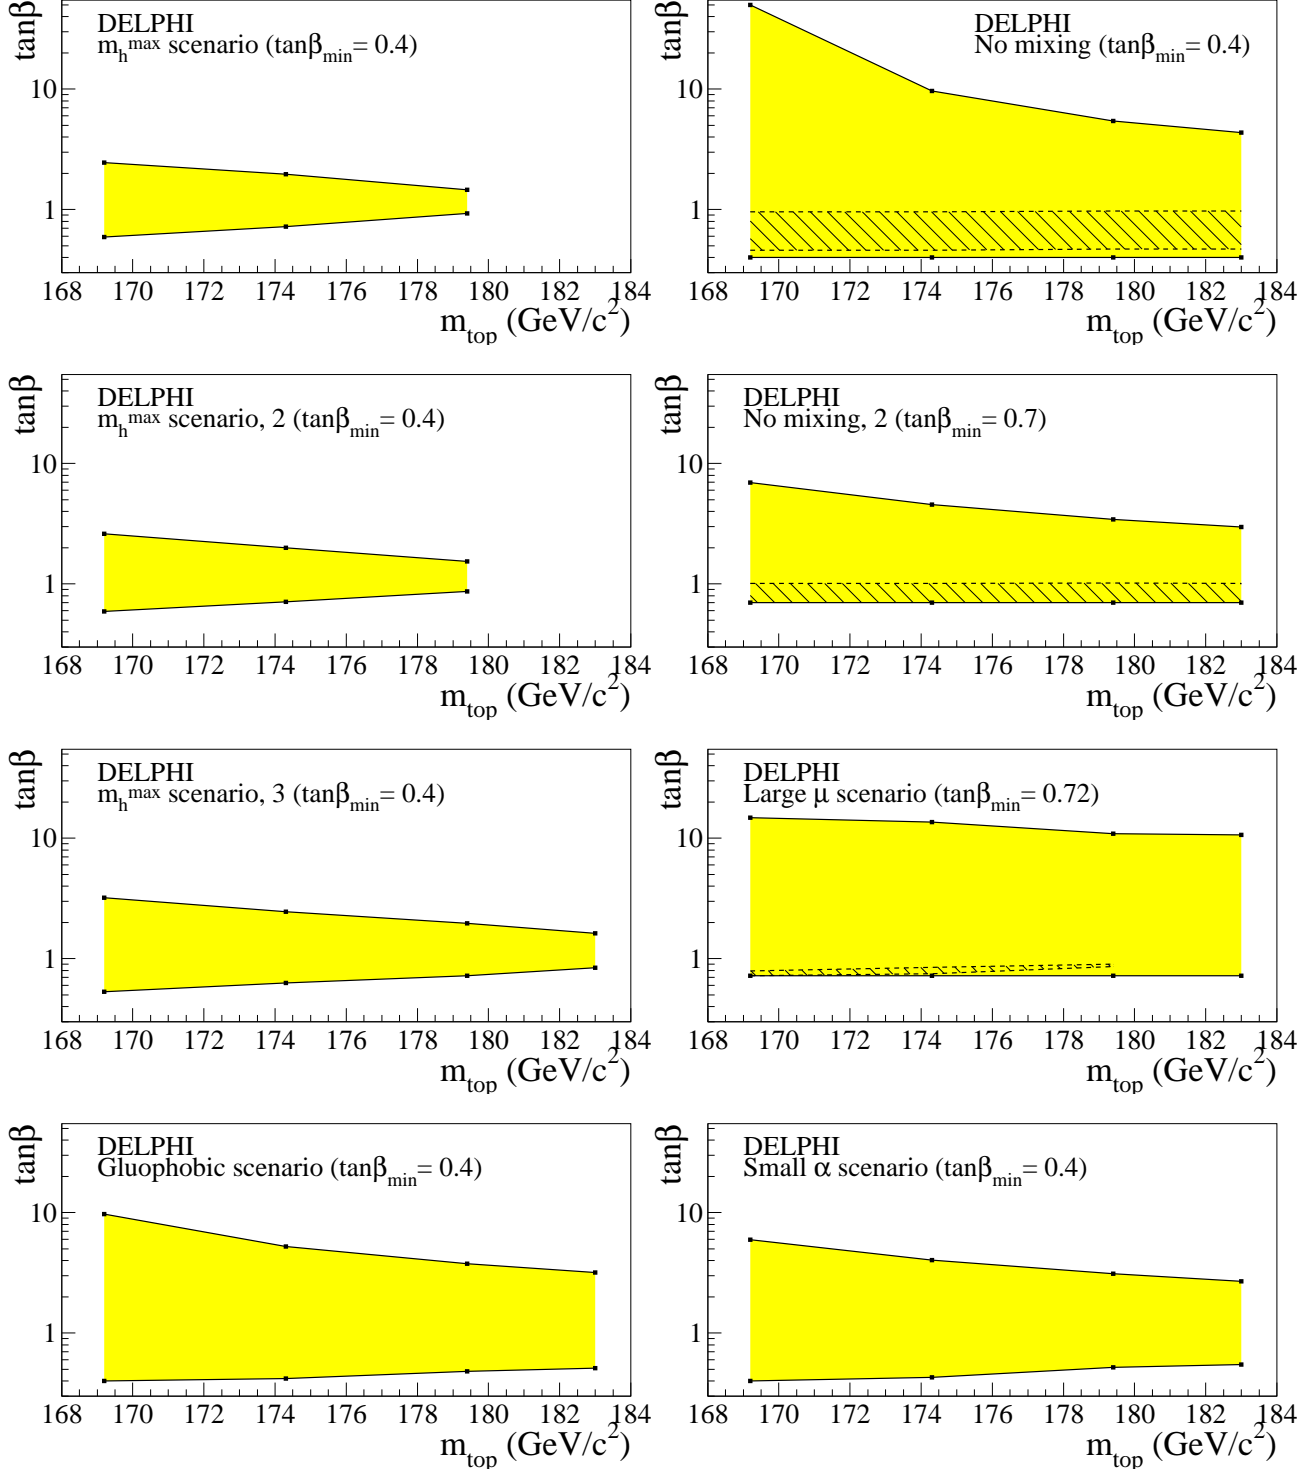 tanβ
DELPHI
m_h^max scenario (tanβ_min= 0.4)
10
1
168 170 172 174 176 178 180 182 184
m_top (GeV/c^2)
tanβ
DELPHI
No mixing (tanβ_min= 0.4)
10
1
168 170 172 174 176 178 180 182 184
m_top (GeV/c^2)
tanβ
DELPHI
m_h^max scenario, 2 (tanβ_min= 0.4)
10
1
168 170 172 174 176 178 180 182 184
m_top (GeV/c^2)
tanβ
DELPHI
No mixing, 2 (tanβ_min= 0.7)
10
1
168 170 172 174 176 178 180 182 184
m_top (GeV/c^2)
tanβ
DELPHI
m_h^max scenario, 3 (tanβ_min= 0.4)
10
1
168 170 172 174 176 178 180 182 184
m_top (GeV/c^2)
tanβ
DELPHI
Large μ scenario (tanβ_min= 0.72)
10
1
168 170 172 174 176 178 180 182 184
m_top (GeV/c^2)
tanβ
DELPHI
Gluophobic scenario (tanβ_min= 0.4)
10
1
168 170 172 174 176 178 180 182 184
m_top (GeV/c^2)
tanβ
DELPHI
Small α scenario (tanβ_min= 0.4)
10
1
168 170 172 174 176 178 180 182 184
m_top (GeV/c^2)